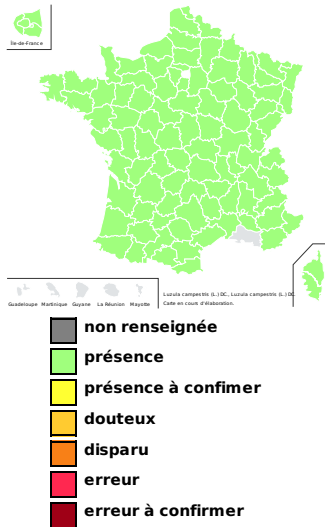 Île-de-France
Guadeloupe Martinique Guyane La Réunion Mayotte
Luzula campestris (L.) DC., Luzula campestris (L.) DC.
Carte en cours d'élaboration.
non renseignée
présence
présence à confimer
douteux
disparu
erreur
erreur à confirmer